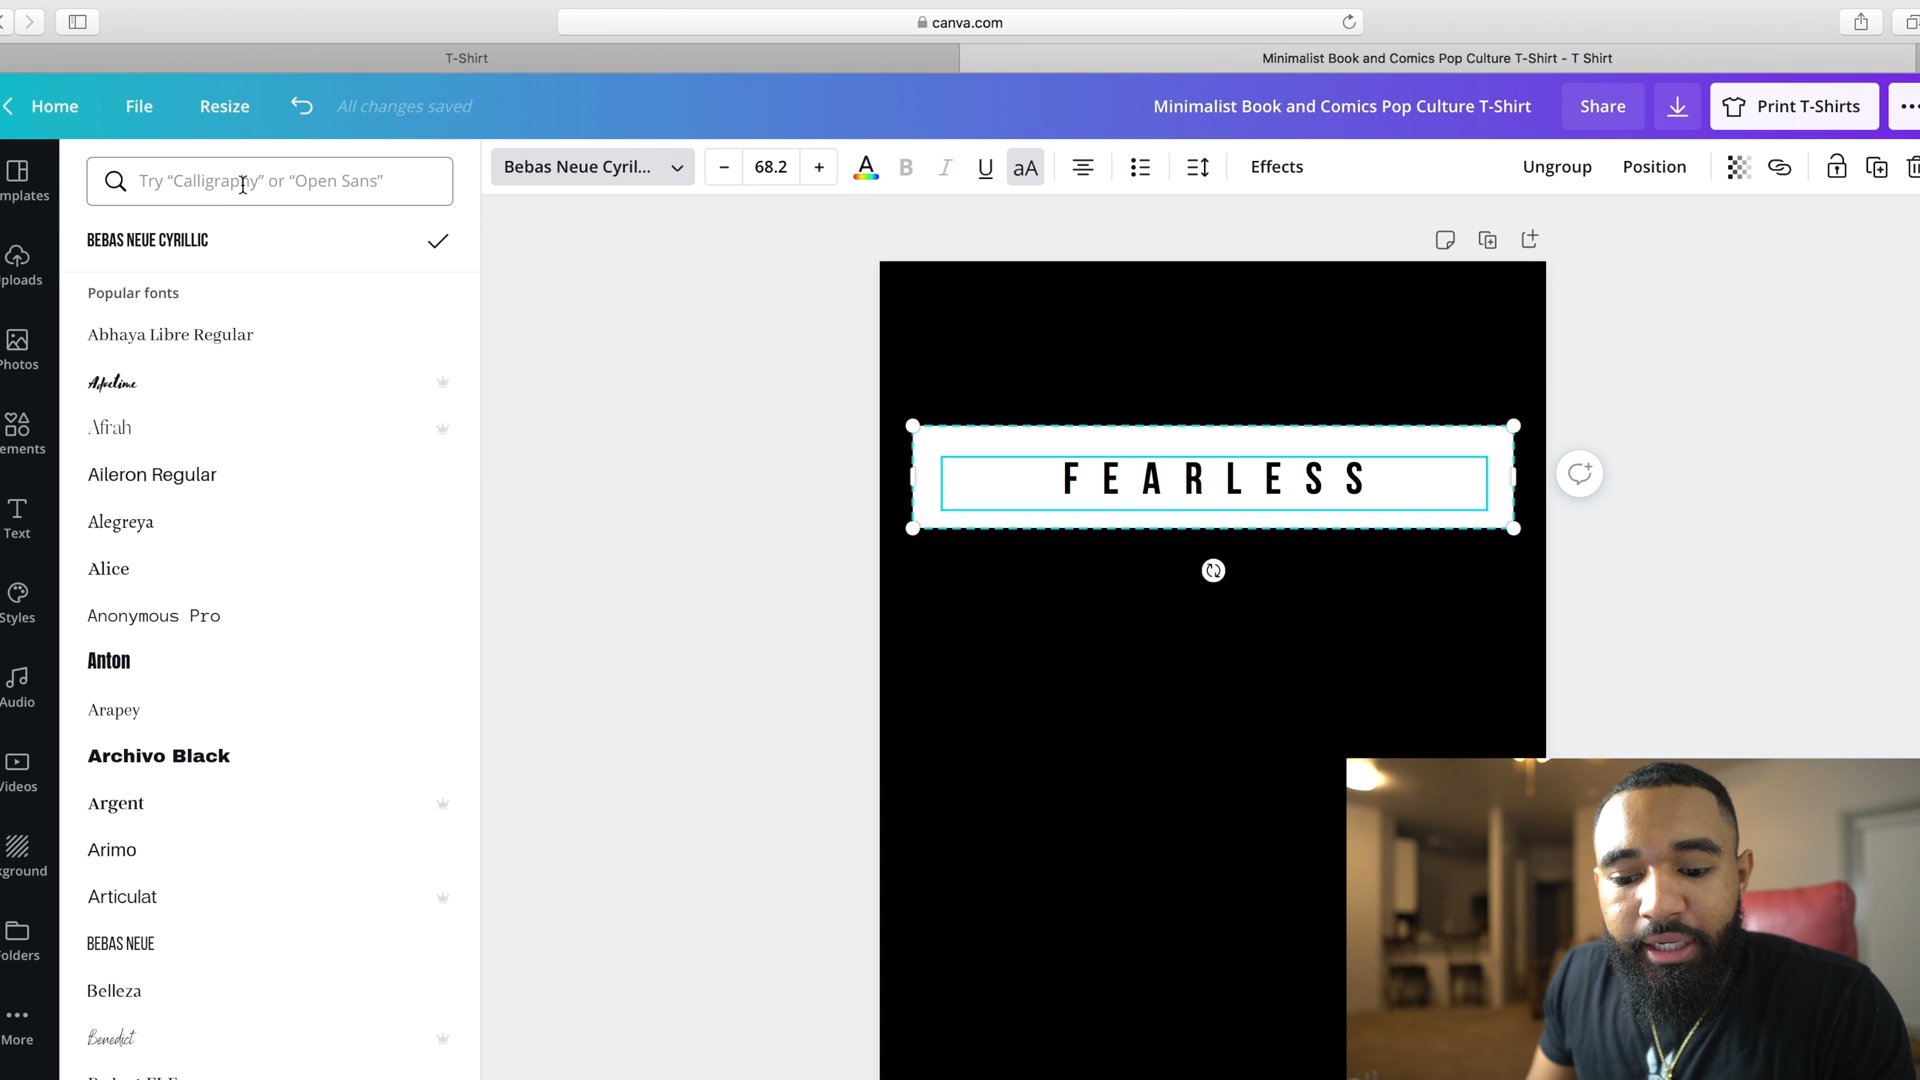 canva.com
T-Shirt
Minimalist Book and Comics Pop Culture T-Shirt - T Shirt
Home
File
Resize
All changes saved
Minimalist Book and Comics Pop Culture T-Shirt
Share
Print T-Shirts
Try “Calligraphy” or “Open Sans”
Bebas Neue Cyril...
68.2
A
B
I
U
aA
Effects
Ungroup
Position
mplates
ploads
Photos
ements
Text
Styles
Audio
Videos
kground
olders
More
BEBAS NEUE CYRILLIC
Popular fonts
Abhaya Libre Regular
Adactime
Afrah
Aileron Regular
Alegreya
Alice
Anonymous Pro
Anton
Arapey
Archivo Black
Argent
Arimo
Articulat
BEBAS NEUE
Belleza
Benedict
FEARLESS